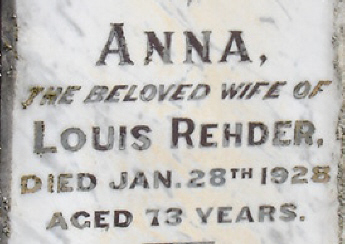 ANNA,
THE BELOVED WIFE OF
LOUIS REHDER,
DIED JAN. 28TH 1928
AGED 73 YEARS.